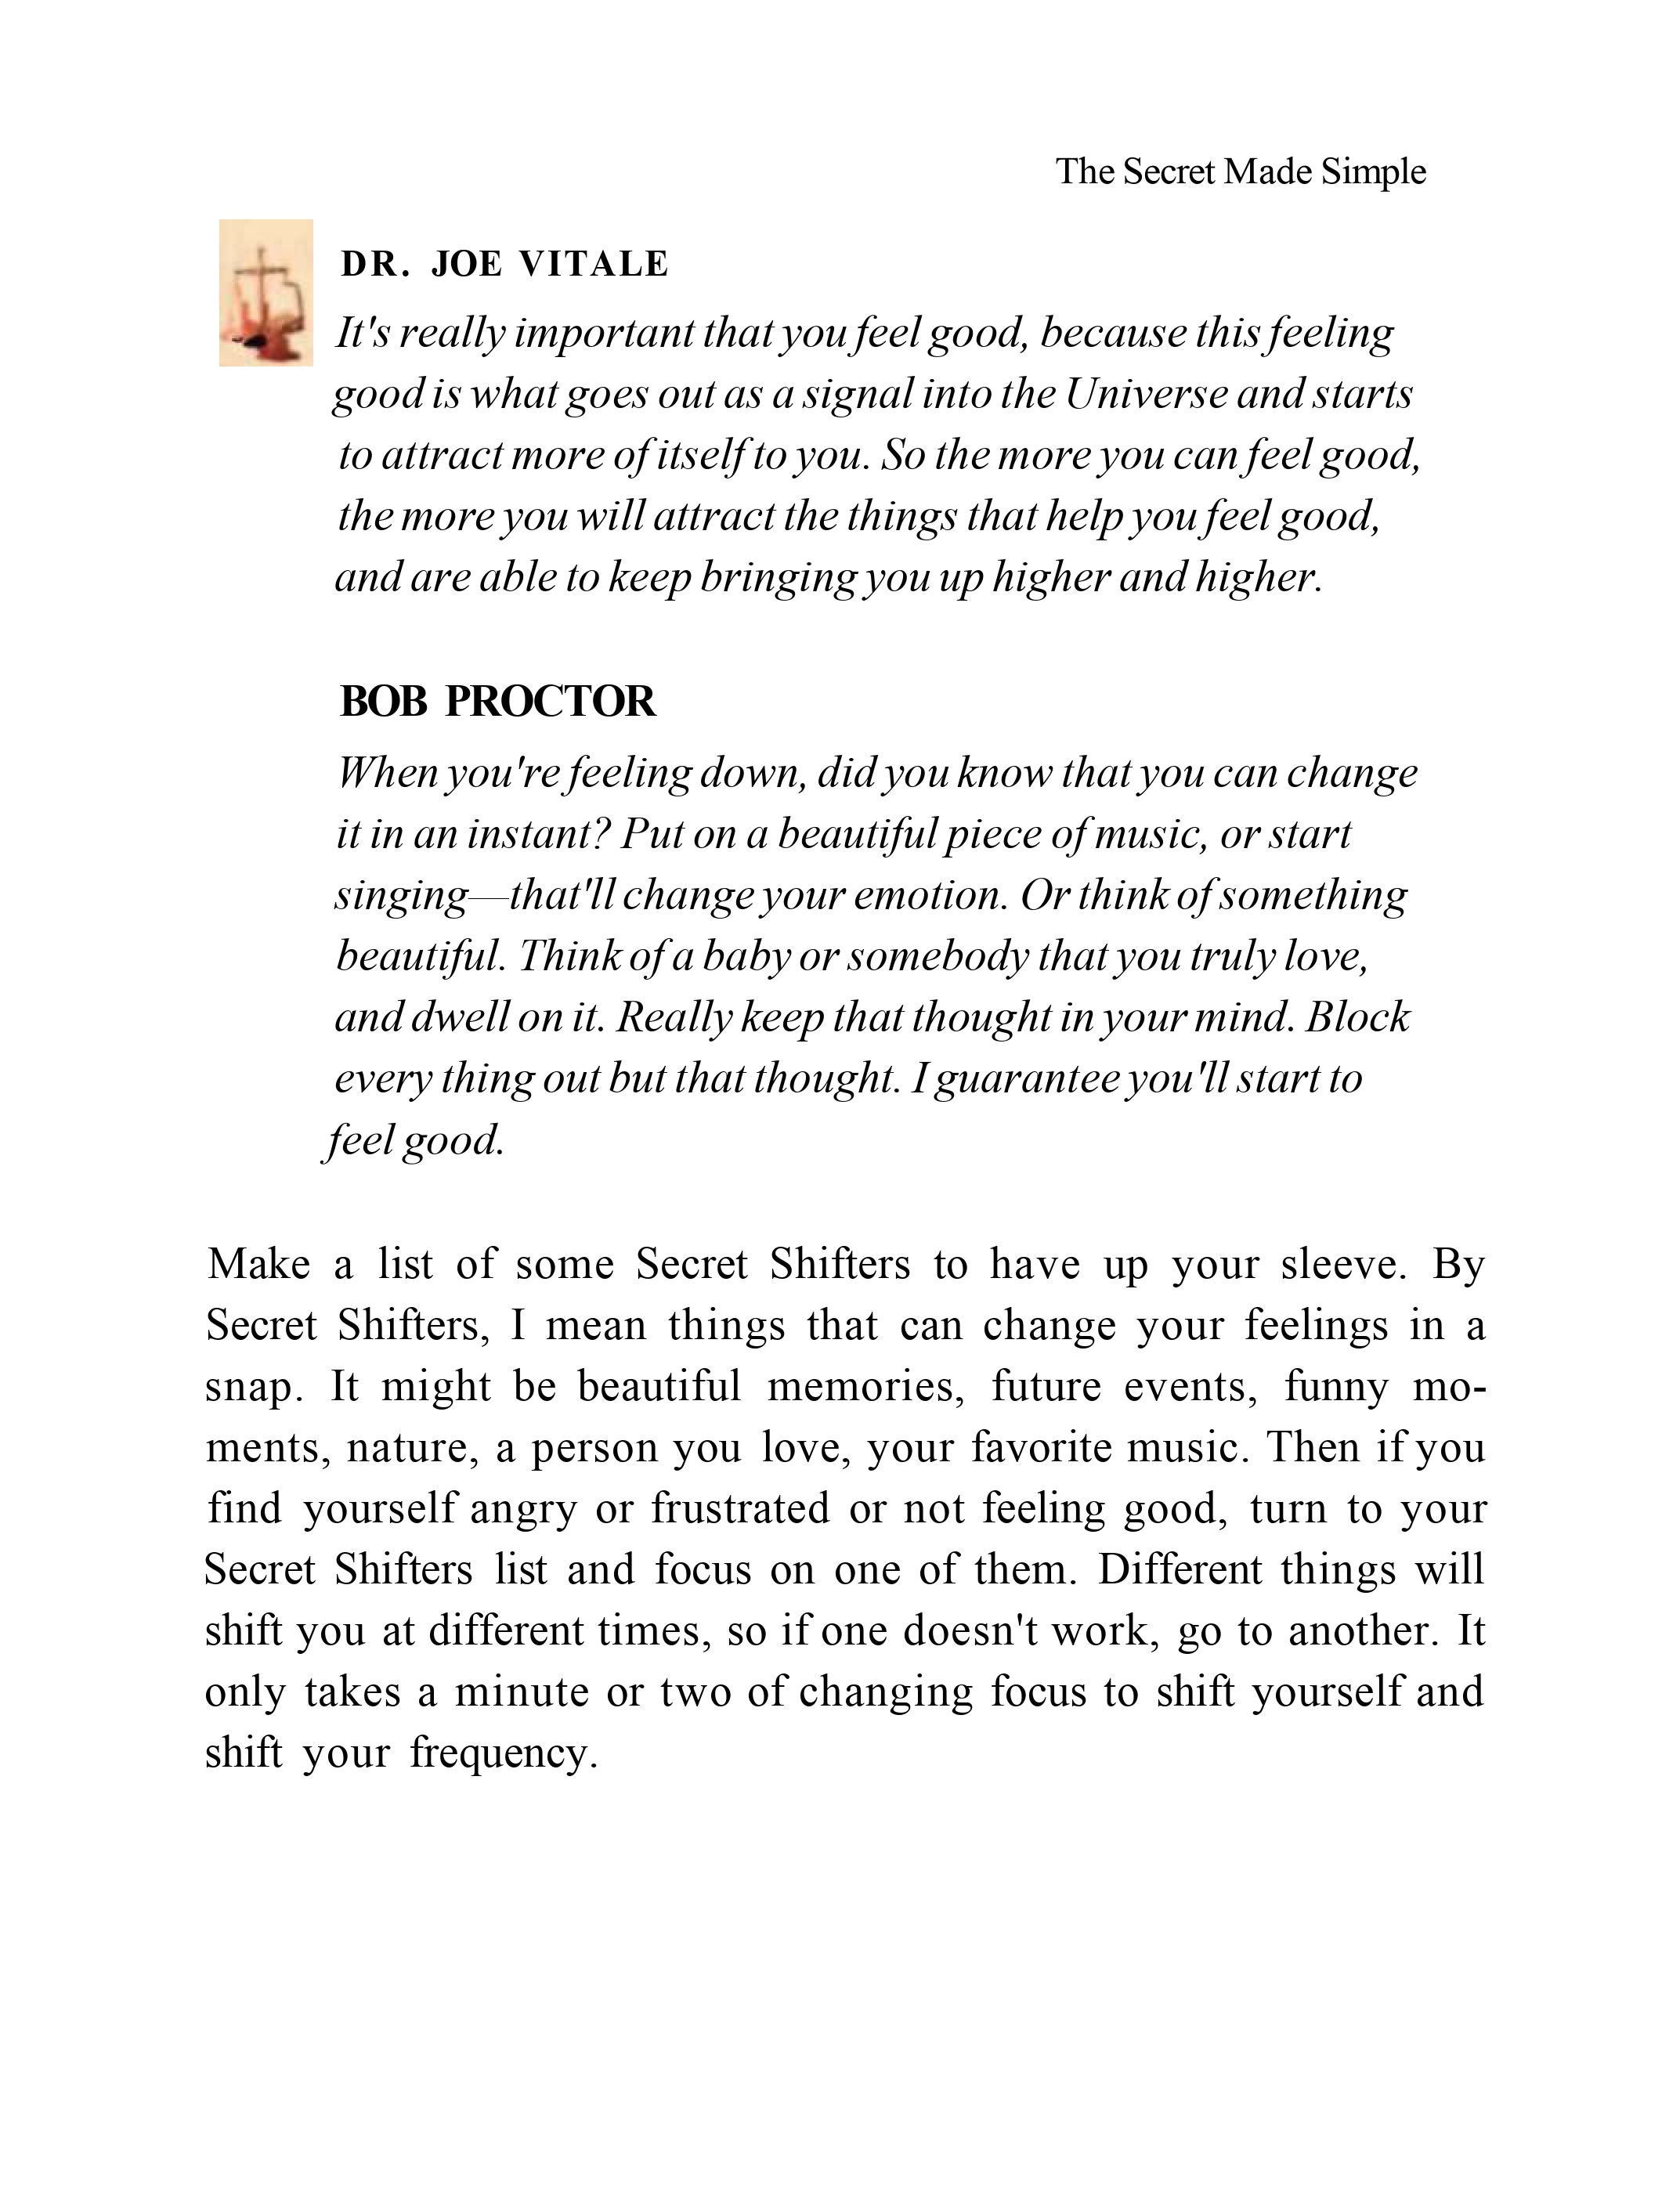 The Secret Made Simple
DR. JOE VITALE
It's really important that you feel good, because this feeling
good is what goes out as a signal into the Universe and starts
to attract more of itself to you. So the more you can feel good,
the more you will attract the things that help you feel good,
and are able to keep bringing you up higher and higher.
BOB PROCTOR
When you're feeling down, did you know that you can change
it in an instant? Put on a beautiful piece of music, or start
singing—that'll change your emotion. Or think of something
beautiful. Think of a baby or somebody that you truly love,
and dwell on it. Really keep that thought in your mind. Block
every thing out but that thought. I guarantee you'll start to
feel good.
Make a list of some Secret Shifters to have up your sleeve. By
Secret Shifters, I mean things that can change your feelings in a
snap. It might be beautiful memories, future events, funny mo-
ments, nature, a person you love, your favorite music. Then if you
find yourself angry or frustrated or not feeling good, turn to your
Secret Shifters list and focus on one of them. Different things will
shift you at different times, so if one doesn't work, go to another. It
only takes a minute or two of changing focus to shift yourself and
shift your frequency.